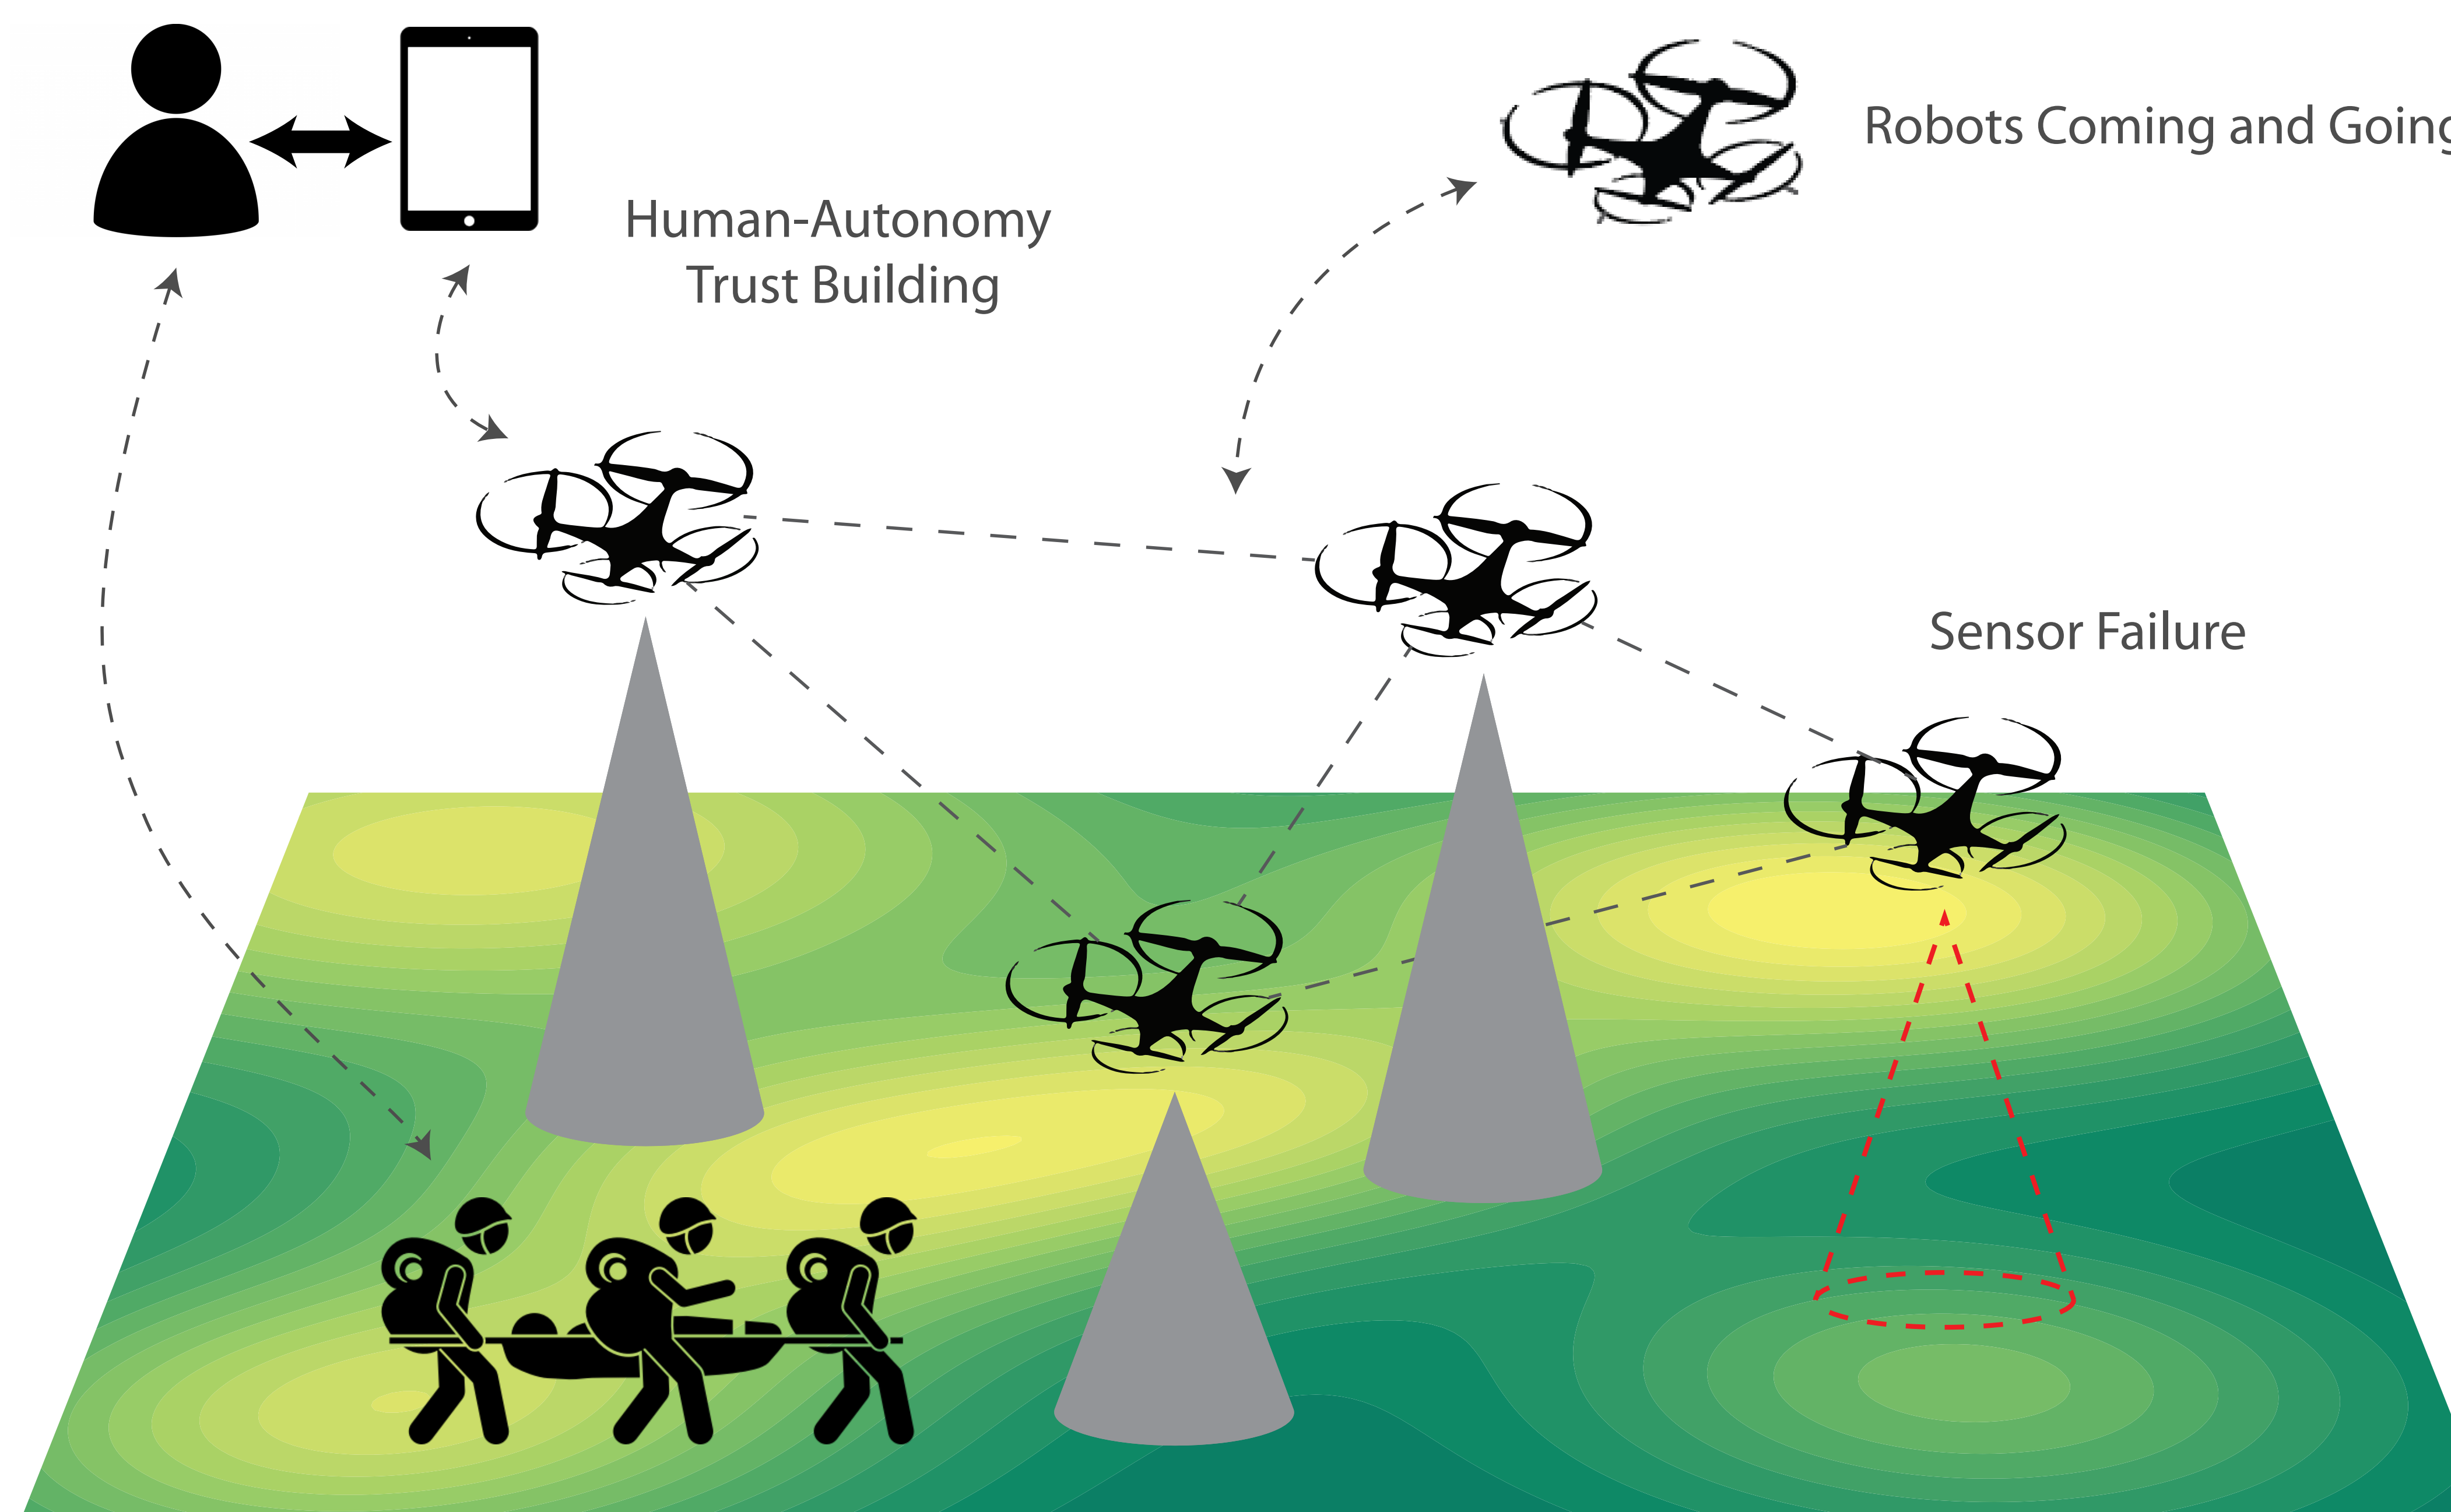 Robots Coming and Going
Human-Autonomy
Trust Building
Sensor Failure